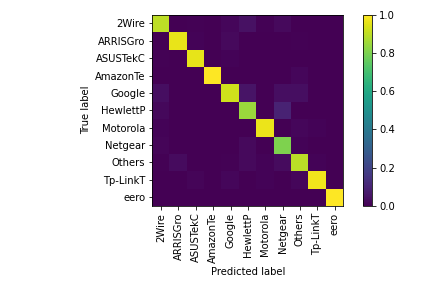 2Wire
ARRISGro
ASUSTekC
AmazonTe
Google
HewlettP
Motorola
Netgear
Others
Tp-LinkT
eero
True label
2Wire
ARRISGro
ASUSTekC
AmazonTe
Google
HewlettP
Motorola
Netgear
Others
Tp-LinkT
eero
Predicted label
1.0
0.8
0.6
0.4
0.2
0.0